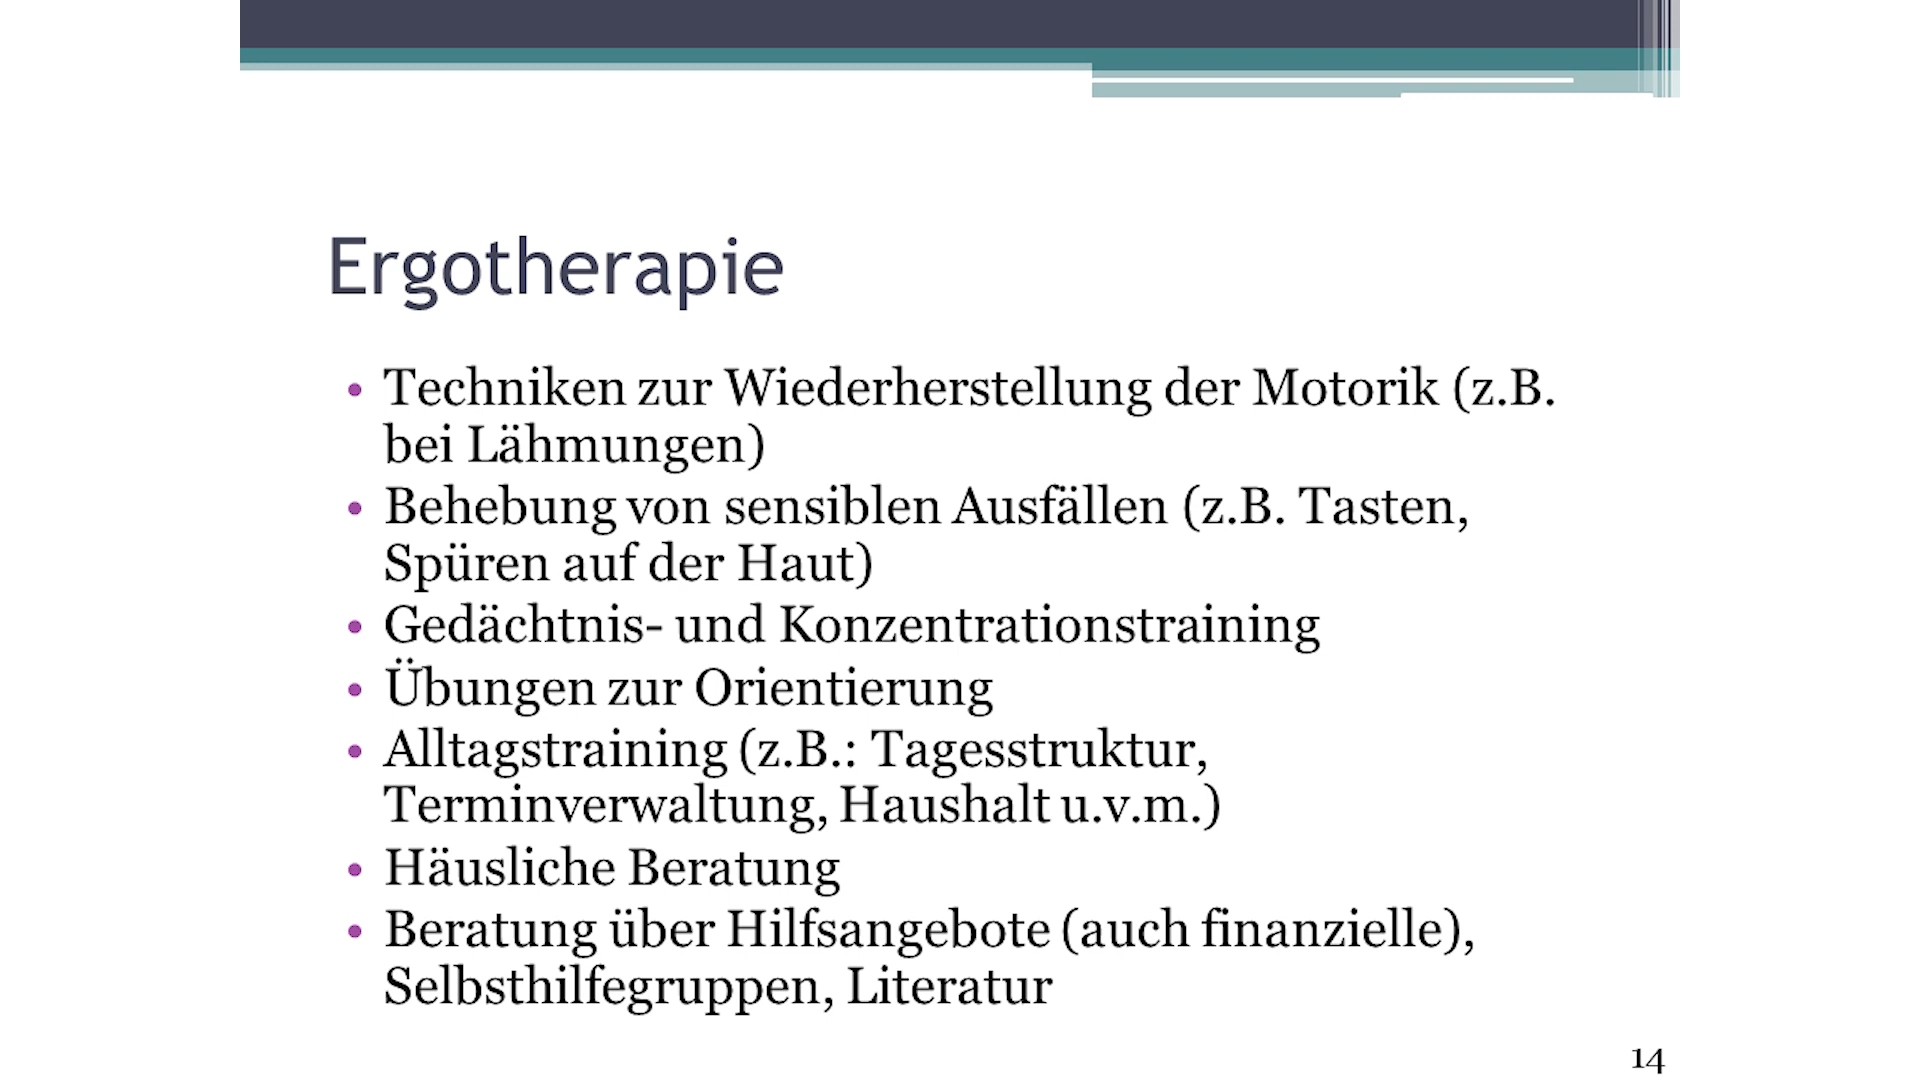 Ergotherapie
• Techniken zur Wiederherstellung der Motorik (z.B.
bei Lähmungen)
• Behebung von sensiblen Ausfällen (z.B. Tasten,
Spüren auf der Haut)
• Gedächtnis- und Konzentrationstraining
• Übungen zur Orientierung
• Alltagstraining (z.B.: Tagesstruktur,
Terminverwaltung, Haushalt u.v.m.)
• Häusliche Beratung
• Beratung über Hilfsangebote (auch finanzielle),
Selbsthilfegruppen, Literatur
14